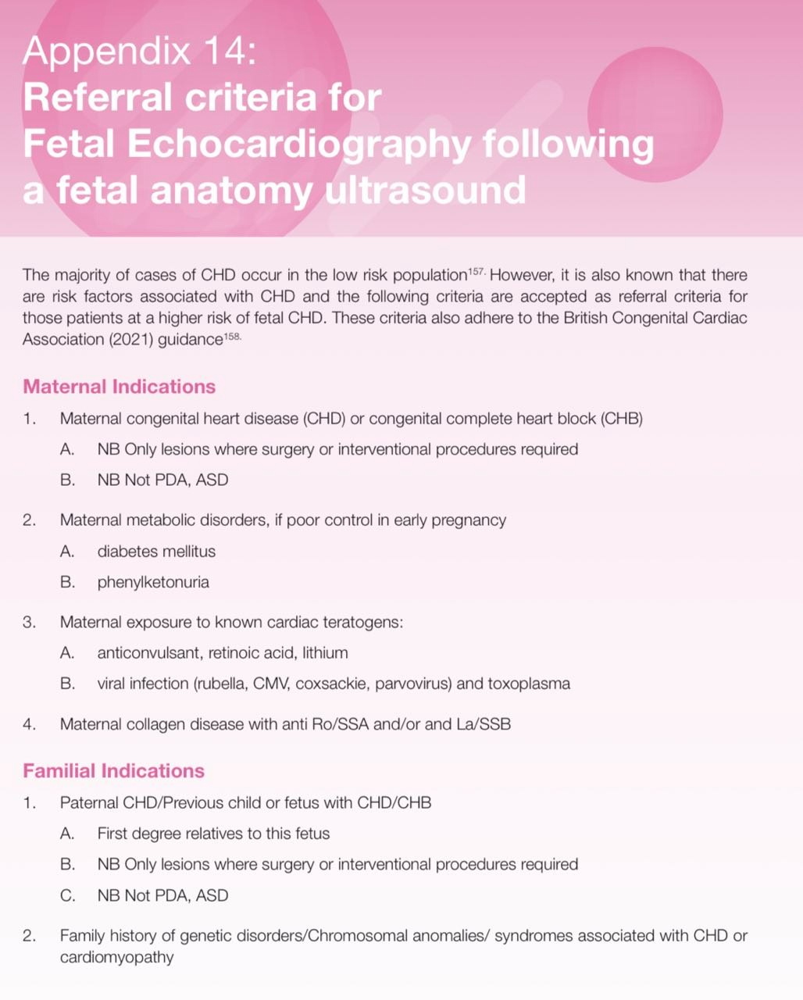 Appendix 14:
Referral criteria for
Fetal Echocardiography following
a fetal anatomy ultrasound
The majority of cases of CHD occur in the low risk population157. However, it is also known that there
are risk factors associated with CHD and the following criteria are accepted as referral criteria for
those patients at a higher risk of fetal CHD. These criteria also adhere to the British Congenital Cardiac
Association (2021) guidance158.
Maternal Indications
1. Maternal congenital heart disease (CHD) or congenital complete heart block (CHB)
A. NB Only lesions where surgery or interventional procedures required
B. NB Not PDA, ASD
2. Maternal metabolic disorders, if poor control in early pregnancy
A. diabetes mellitus
B. phenylketonuria
3. Maternal exposure to known cardiac teratogens:
A. anticonvulsant, retinoic acid, lithium
B. viral infection (rubella, CMV, coxsackie, parvovirus) and toxoplasma
4. Maternal collagen disease with anti Ro/SSA and/or and La/SSB
Familial Indications
1. Paternal CHD/Previous child or fetus with CHD/CHB
A. First degree relatives to this fetus
B. NB Only lesions where surgery or interventional procedures required
C. NB Not PDA, ASD
2. Family history of genetic disorders/Chromosomal anomalies/ syndromes associated with CHD or
cardiomyopathy